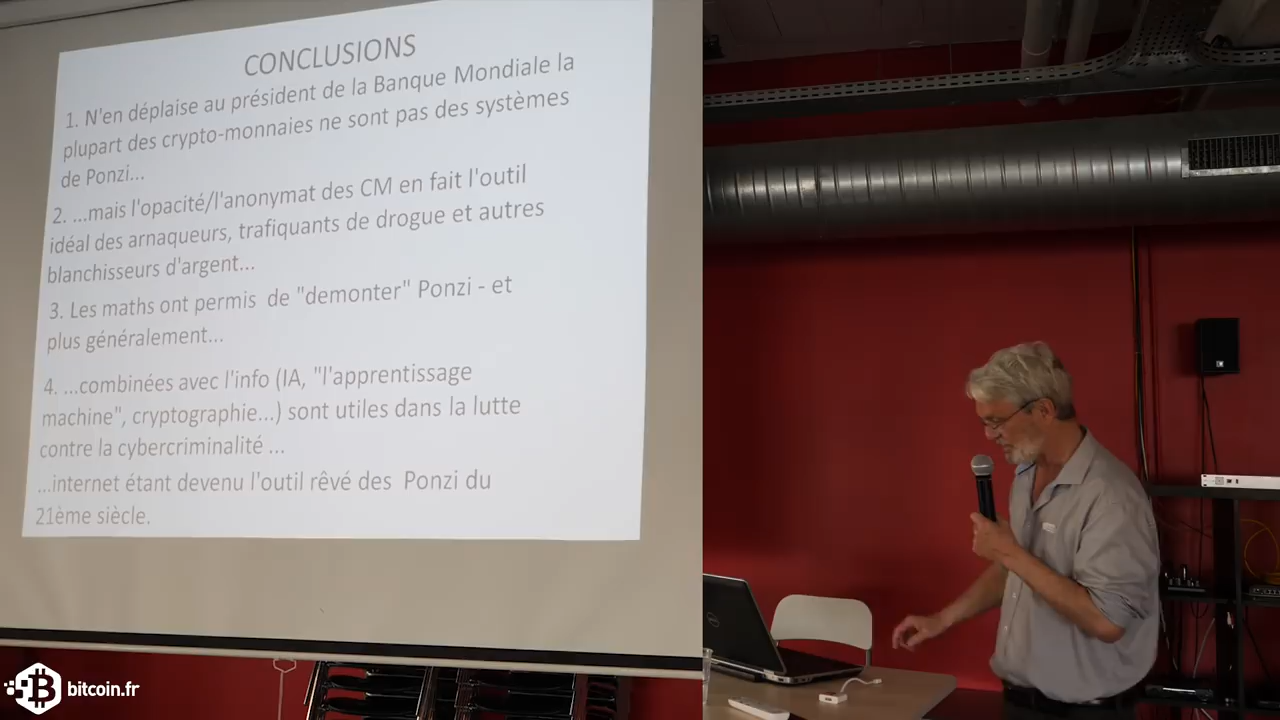 CONCLUSIONS
1. N'en déplaise au président de la Banque Mondiale la
plupart des crypto-monnaies ne sont pas des systèmes
de Ponzi...
2. ...mais l'opacité/l'anonymat des CM en fait l'outil
idéal des arnaqueurs, trafiquants de drogue et autres
blanchisseurs d'argent...
3. Les maths ont permis de "demonter" Ponzi - et
plus généralement...
4. ...combinées avec l'info (IA, "l'apprentissage
machine", cryptographie...) sont utiles dans la lutte
contre la cybercriminalité ...
...internet étant devenu l'outil rêvé des Ponzi du
21ème siècle.
bitcoin.fr